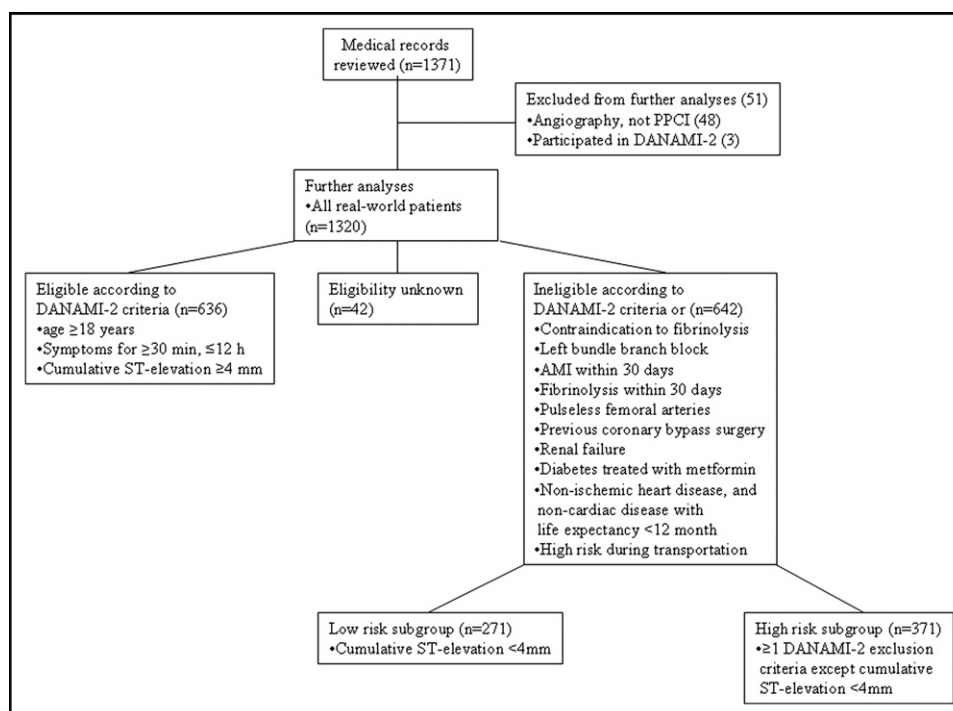 Medical records
reviewed (n=1371)
Excluded from further analyses (51)
•Angiography, not PPCI (48)
•Participated in DANAMI-2 (3)
Further analyses
•All real-world patients
(n=1320)
Eligible according to
DANAMI-2 criteria (n=636)
•age ≥18 years
•Symptoms for ≥30 min, ≤12 h
•Cumulative ST-elevation ≥4 mm
Eligibility unknown
(n=42)
Ineligible according to
DANAMI-2 criteria or (n=642)
•Contraindication to fibrinolysis
•Left bundle branch block
•AMI within 30 days
•Fibrinolysis within 30 days
•Pulseless femoral arteries
•Previous coronary bypass surgery
•Renal failure
•Diabetes treated with metformin
•Non-ischemic heart disease, and
non-cardiac disease with
life expectancy <12 month
•High risk during transportation
Low risk subgroup (n=271)
•Cumulative ST-elevation <4mm
High risk subgroup (n=371)
•≥1 DANAMI-2 exclusion
criteria except cumulative
ST-elevation <4mm